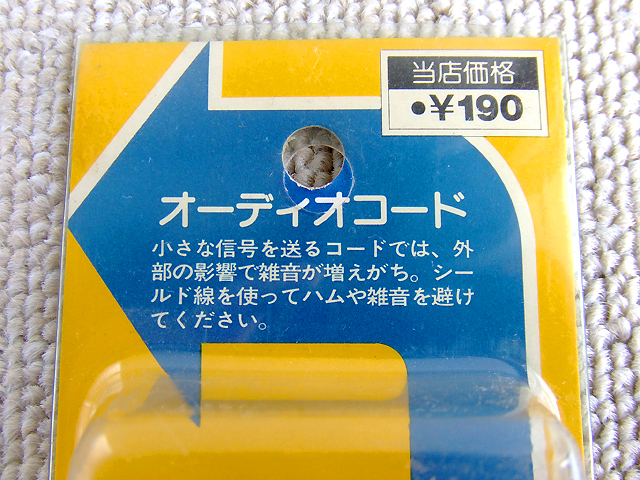 当店価格
•¥190
オーディオコード
小さな信号を送るコードでは、外
部の影響で雑音が増えがち。シー
ルド線を使ってハムや雑音を避け
てください。